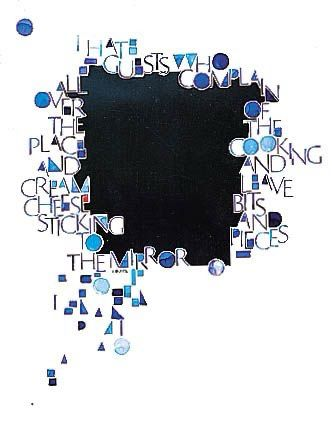 I HATE
GUESTS WHO
COMPLAIN
OF
THE
COOKING
AND
LEAVE
BITS
AND
PIECES
ALL
OVER
THE
PLACE
AND
CREAM
CHEESE
STICKING
TO
THE MIRROR